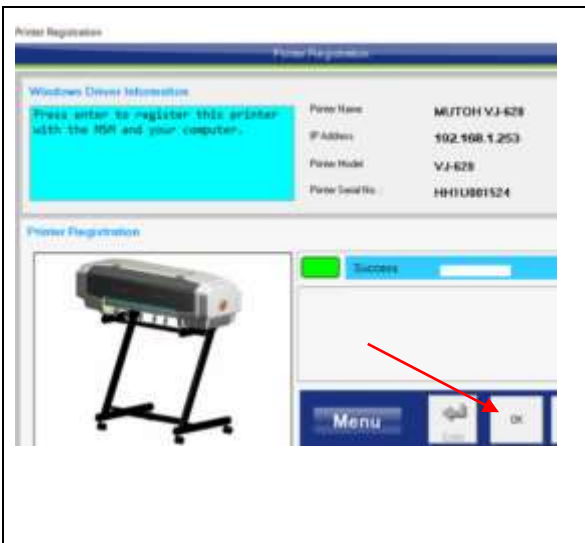 Printer Registration
Printer Registration
Windows Driver Information
Press enter to register this printer
with the MSM and your computer.
Printer Name MUTOH VJ-628
IP Address 192.168.1.253
Printer Model VJ-628
Printer Serial No. HH1U001524
Printer Registration
Success
Menu
OK